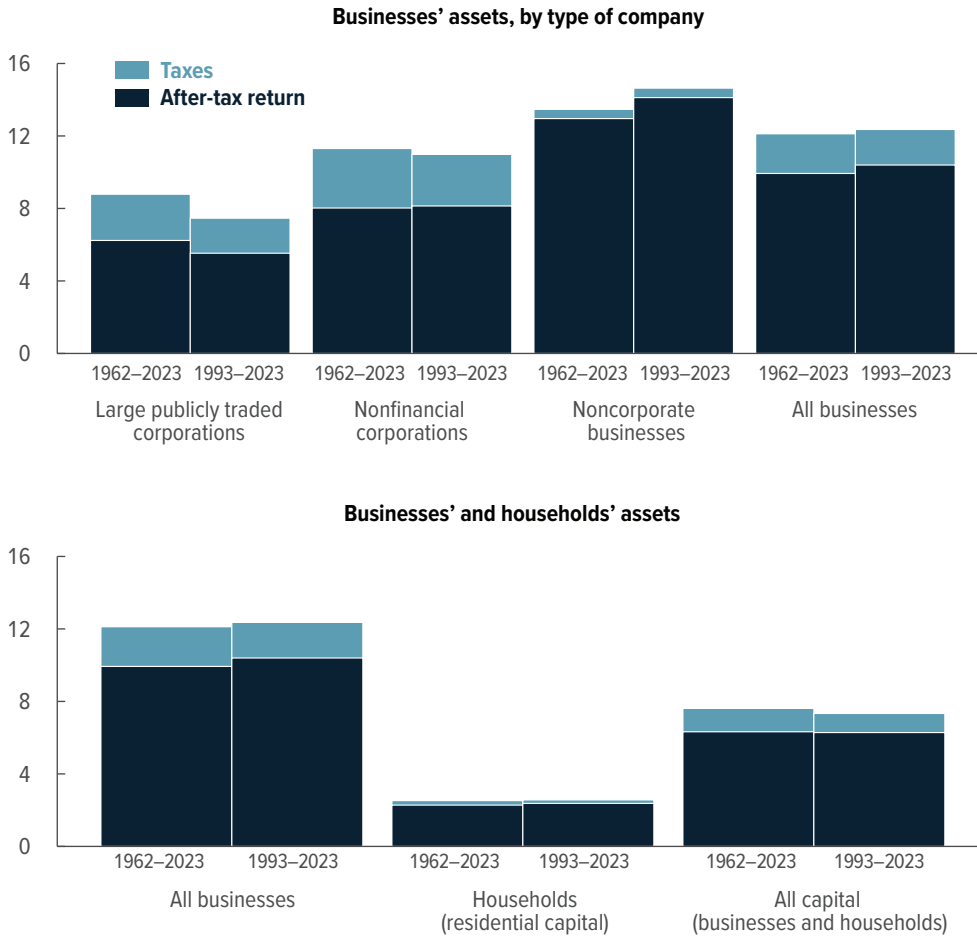 Businesses’ assets, by type of company
16
Taxes
After-tax return
12
8
4
0
1962–2023 1993–2023 1962–2023 1993–2023 1962–2023 1993–2023 1962–2023 1993–2023
Large publicly traded
corporations
Nonfinancial
corporations
Noncorporate
businesses
All businesses
Businesses’ and households’ assets
16
12
8
4
0
1962–2023 1993–2023 1962–2023 1993–2023 1962–2023 1993–2023
All businesses
Households
(residential capital)
All capital
(businesses and households)